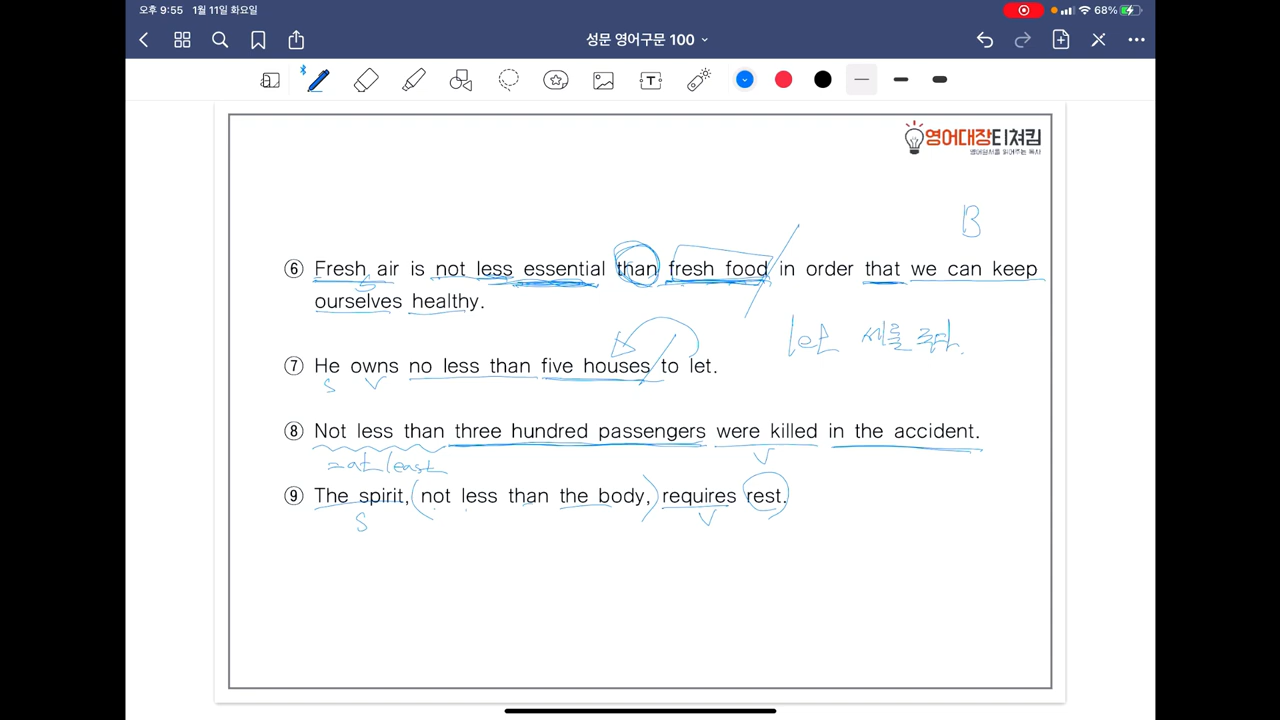 오후 9:55 1월 11일 화요일
68%
성문 영어구문 100
영어대장티쳐킴
B
⑥ Fresh air is not less essential than fresh food in order that we can keep
S
ourselves healthy.
let 세를 주다.
⑦ He owns no less than five houses to let.
S V
⑧ Not less than three hundred passengers were killed in the accident.
=at least V
⑨ The spirit, (not less than the body,) requires rest.
S V